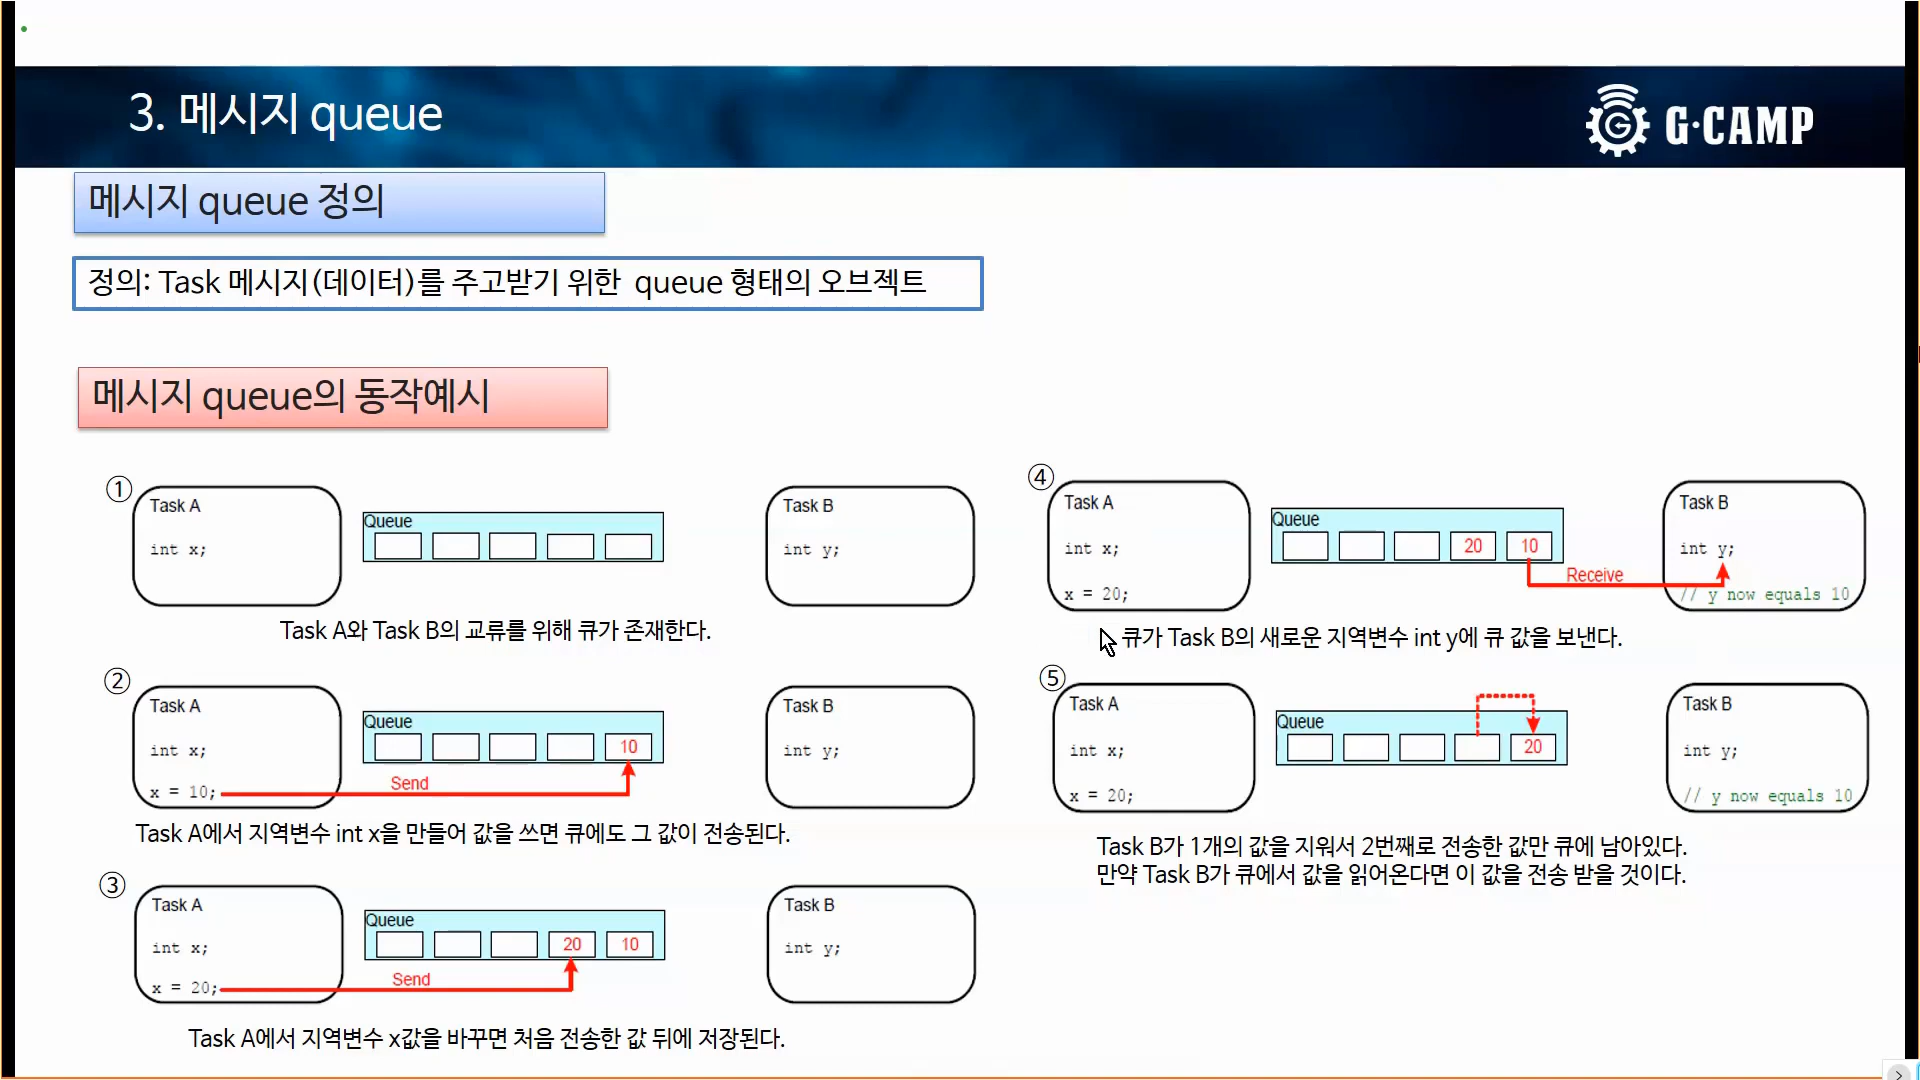 3. 메시지 queue
G·CAMP
메시지 queue 정의
정의: Task 메시지(데이터)를 주고받기 위한 queue 형태의 오브젝트
메시지 queue의 동작예시
①
Task A
int x;
Queue
Task B
int y;
Task A와 Task B의 교류를 위해 큐가 존재한다.
②
Task A
int x;
x = 10;
Queue
10
Send
Task B
int y;
Task A에서 지역변수 int x을 만들어 값을 쓰면 큐에도 그 값이 전송된다.
③
Task A
int x;
x = 20;
Queue
20 10
Send
Task B
int y;
Task A에서 지역변수 x값을 바꾸면 처음 전송한 값 뒤에 저장된다.
④
Task A
int x;
x = 20;
Queue
20 10
Receive
Task B
int y;
// y now equals 10
큐가 Task B의 새로운 지역변수 int y에 큐 값을 보낸다.
⑤
Task A
int x;
x = 20;
Queue
20
Task B
int y;
// y now equals 10
Task B가 1개의 값을 지워서 2번째로 전송한 값만 큐에 남아있다.
만약 Task B가 큐에서 값을 읽어온다면 이 값을 전송 받을 것이다.